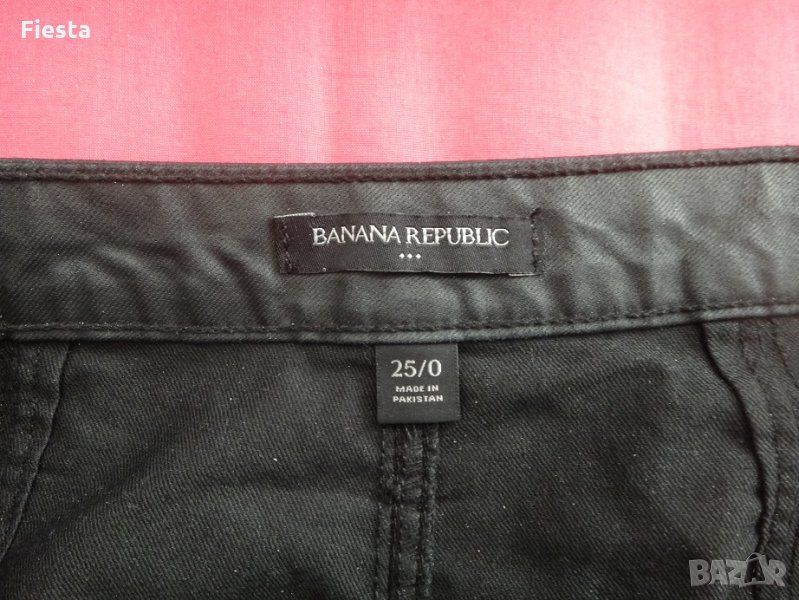 Fiesta
BANANA REPUBLIC
25/0
MADE IN
PAKISTAN
BAZAR